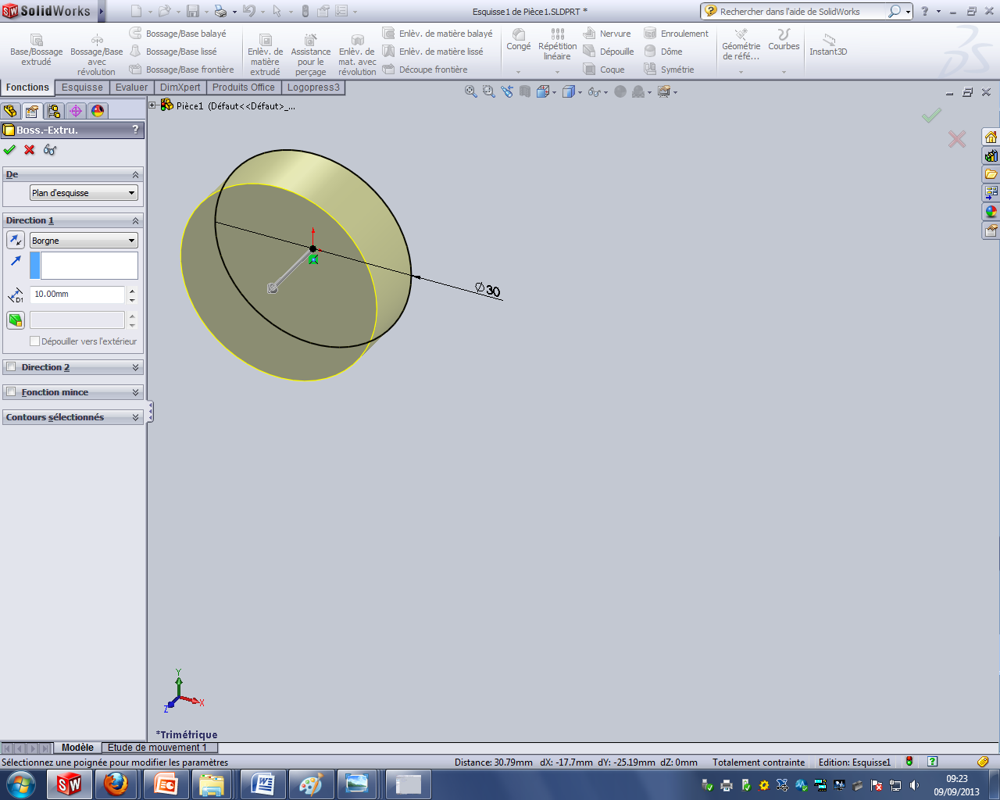 SolidWorks
Esquisse1 de Pièce1.SLDPRT *
Rechercher dans l'aide de SolidWorks
Base/Bossage extrudé
Bossage/Base avec révolution
Bossage/Base balayé
Bossage/Base lissé
Bossage/Base frontière
Enlèv. de matière extrudé
Assistance pour le perçage
Enlèv. de mat. avec révolution
Enlèv. de matière balayé
Enlèv. de matière lissé
Découpe frontière
Congé
Répétition linéaire
Nervure
Dépouille
Coque
Enroulement
Dôme
Symétrie
Géométrie de réfé...
Courbes
Instant3D
Fonctions
Esquisse
Evaluer
DimXpert
Produits Office
Logopress3
Pièce1 (Défaut<<Défaut>_...
Boss.-Extru.
?
De
Plan d'esquisse
Direction 1
Borgne
D1
10.00mm
Dépouiller vers l'extérieur
Direction 2
Fonction mince
Contours sélectionnés
Ø30
Y
X
Z
*Trimétrique
Modèle
Etude de mouvement 1
Sélectionnez une poignée pour modifier les paramètres
Distance: 30.79mm dX: -17.7mm dY: -25.19mm dZ: 0mm
Totalement contrainte
Edition: Esquisse1
09:23
09/09/2013